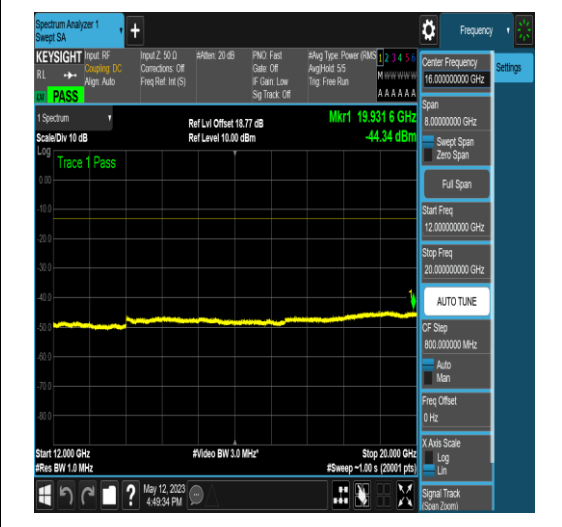 Spectrum Analyzer 1
Swept SA
Frequency
KEYSIGHT
RL
PASS
Input: RF
Coupling: DC
Align: Auto
Input Z: 50 Ω
Corrections: Off
Freq Ref: Int (S)
#Atten: 20 dB
PNO: Fast
Gate: Off
IF Gain: Low
Sig Track: Off
#Avg Type: Power (RMS
Avg|Hold: 5/5
Trig: Free Run
1 2 3 4 5 6
M W W W W W
A A A A A A
1 Spectrum
Scale/Div 10 dB
Ref Lvl Offset 18.77 dB
Ref Level 10.00 dBm
Mkr1 19.931 6 GHz
-44.34 dBm
Log
Trace 1 Pass
0.00
-10.0
-20.0
-30.0
-40.0
-50.0
-60.0
-70.0
-80.0
1
Start 12.000 GHz
#Res BW 1.0 MHz
#Video BW 3.0 MHz*
Stop 20.000 GHz
#Sweep ~1.00 s (20001 pts)
May 12, 2023
4:49:34 PM
?
Settings
Center Frequency
16.000000000 GHz
Span
8.00000000 GHz
Swept Span
Zero Span
Full Span
Start Freq
12.000000000 GHz
Stop Freq
20.000000000 GHz
AUTO TUNE
CF Step
800.000000 MHz
Auto
Man
Freq Offset
0 Hz
X Axis Scale
Log
Lin
Signal Track
(Span Zoom)